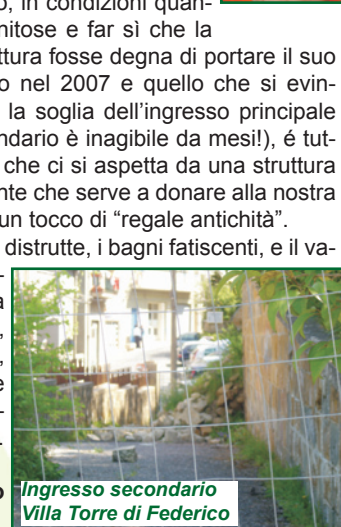 o, in condizioni quan-
nitose e far sì che la
ttura fosse degna di portare il suo
o nel 2007 e quello che si evin-
la soglia dell'ingresso principale
ndario è inagibile da mesi!), é tut-
che ci si aspetta da una struttura
nte che serve a donare alla nostra
un tocco di “regale antichità”.
distrutte, i bagni fatiscenti, e il va-
Ingresso secondario
Villa Torre di Federico